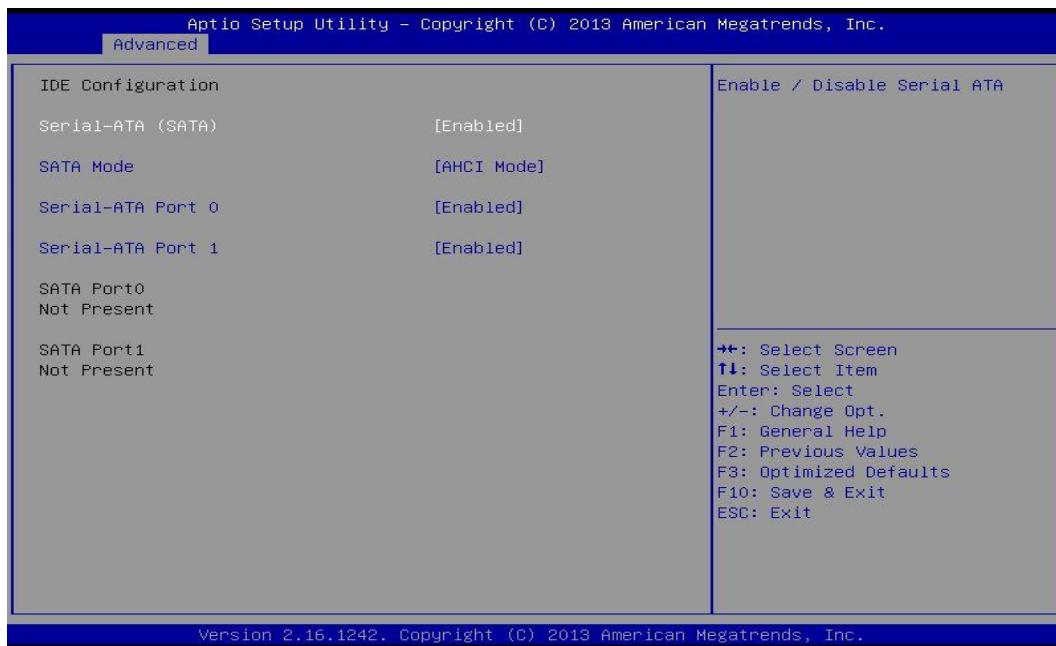 Aptio Setup Utility – Copyright (C) 2013 American Megatrends, Inc.
Advanced
IDE Configuration
Serial-ATA (SATA) [Enabled]
SATA Mode [AHCI Mode]
Serial-ATA Port 0 [Enabled]
Serial-ATA Port 1 [Enabled]
SATA Port0
Not Present
SATA Port1
Not Present
Enable / Disable Serial ATA
→←: Select Screen
↑↓: Select Item
Enter: Select
+/-: Change Opt.
F1: General Help
F2: Previous Values
F3: Optimized Defaults
F10: Save & Exit
ESC: Exit
Version 2.16.1242. Copyright (C) 2013 American Megatrends, Inc.